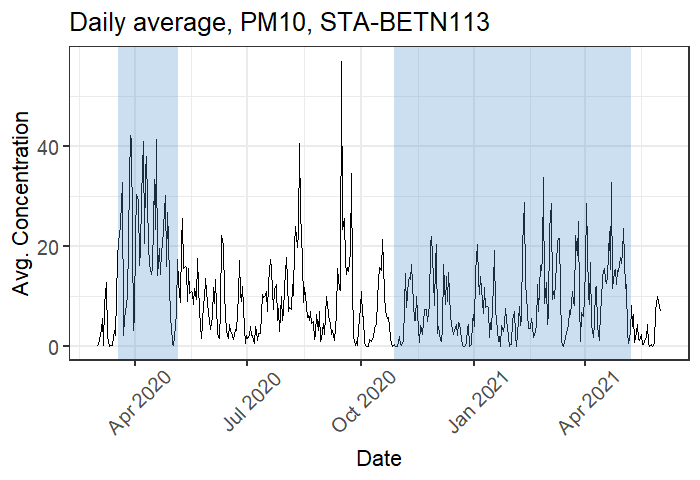 Daily average, PM10, STA-BETN113
Avg. Concentration
40
20
0
Apr 2020
Jul 2020
Oct 2020
Jan 2021
Apr 2021
Date